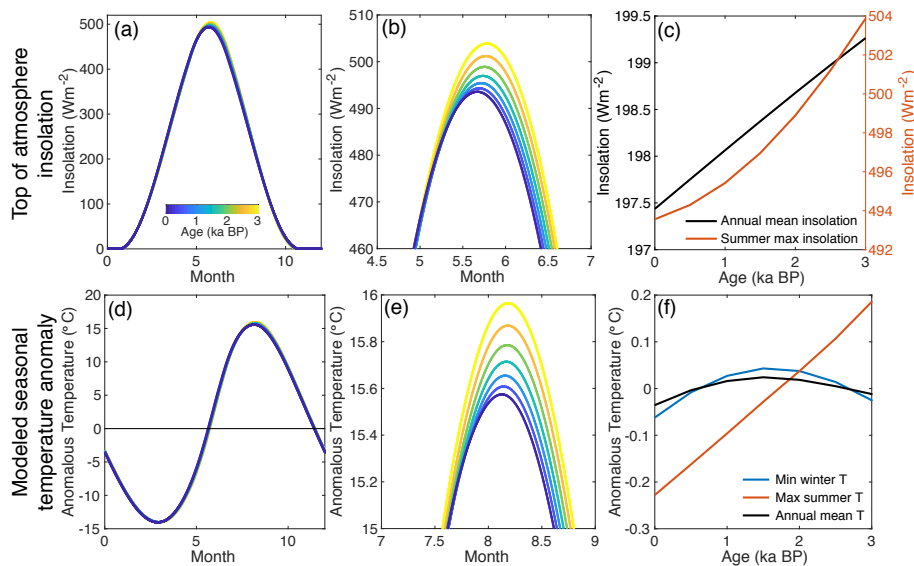 Top of atmosphere
insolation
(a)
Insolation (Wm-2)
500
400
300
200
100
0
0
5
10
Month
0
1
2
3
Age (ka BP)
(b)
Insolation (Wm-2)
500
490
480
470
460
4.5
5
5.5
6
6.5
7
Month
(c)
Insolation (Wm-2)
199.5
199
198.5
198
197.5
197
0
1
2
3
Age (ka BP)
Annual mean insolation
Summer max insolation
504
502
500
498
496
494
492
Insolation (Wm-2)
Modeled seasonal
temperature anomaly
(d)
Anomalous Temperature (°C)
20
15
10
5
0
-5
-10
-15
0
5
10
Month
(e)
Anomalous Temperature (°C)
16
15.8
15.6
15.4
15.2
15
7
7.5
8
8.5
9
Month
(f)
Anomalous Temperature (°C)
0.2
0.1
0
-0.1
-0.2
-0.3
0
1
2
3
Age (ka BP)
Min winter T
Max summer T
Annual mean T